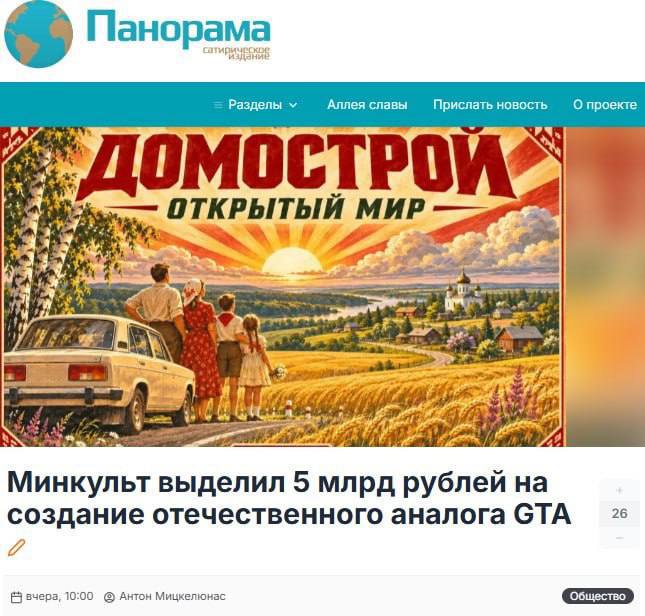 Панорама
сатирическое
издание
Разделы
Аллея славы
Прислать новость
О проекте
ДОМОСТРОЙ
ОТКРЫТЫЙ МИР
Минкульт выделил 5 млрд рублей на
создание отечественного аналога GTA
+
26
−
вчера, 10:00
Антон Мицкелюнас
Общество